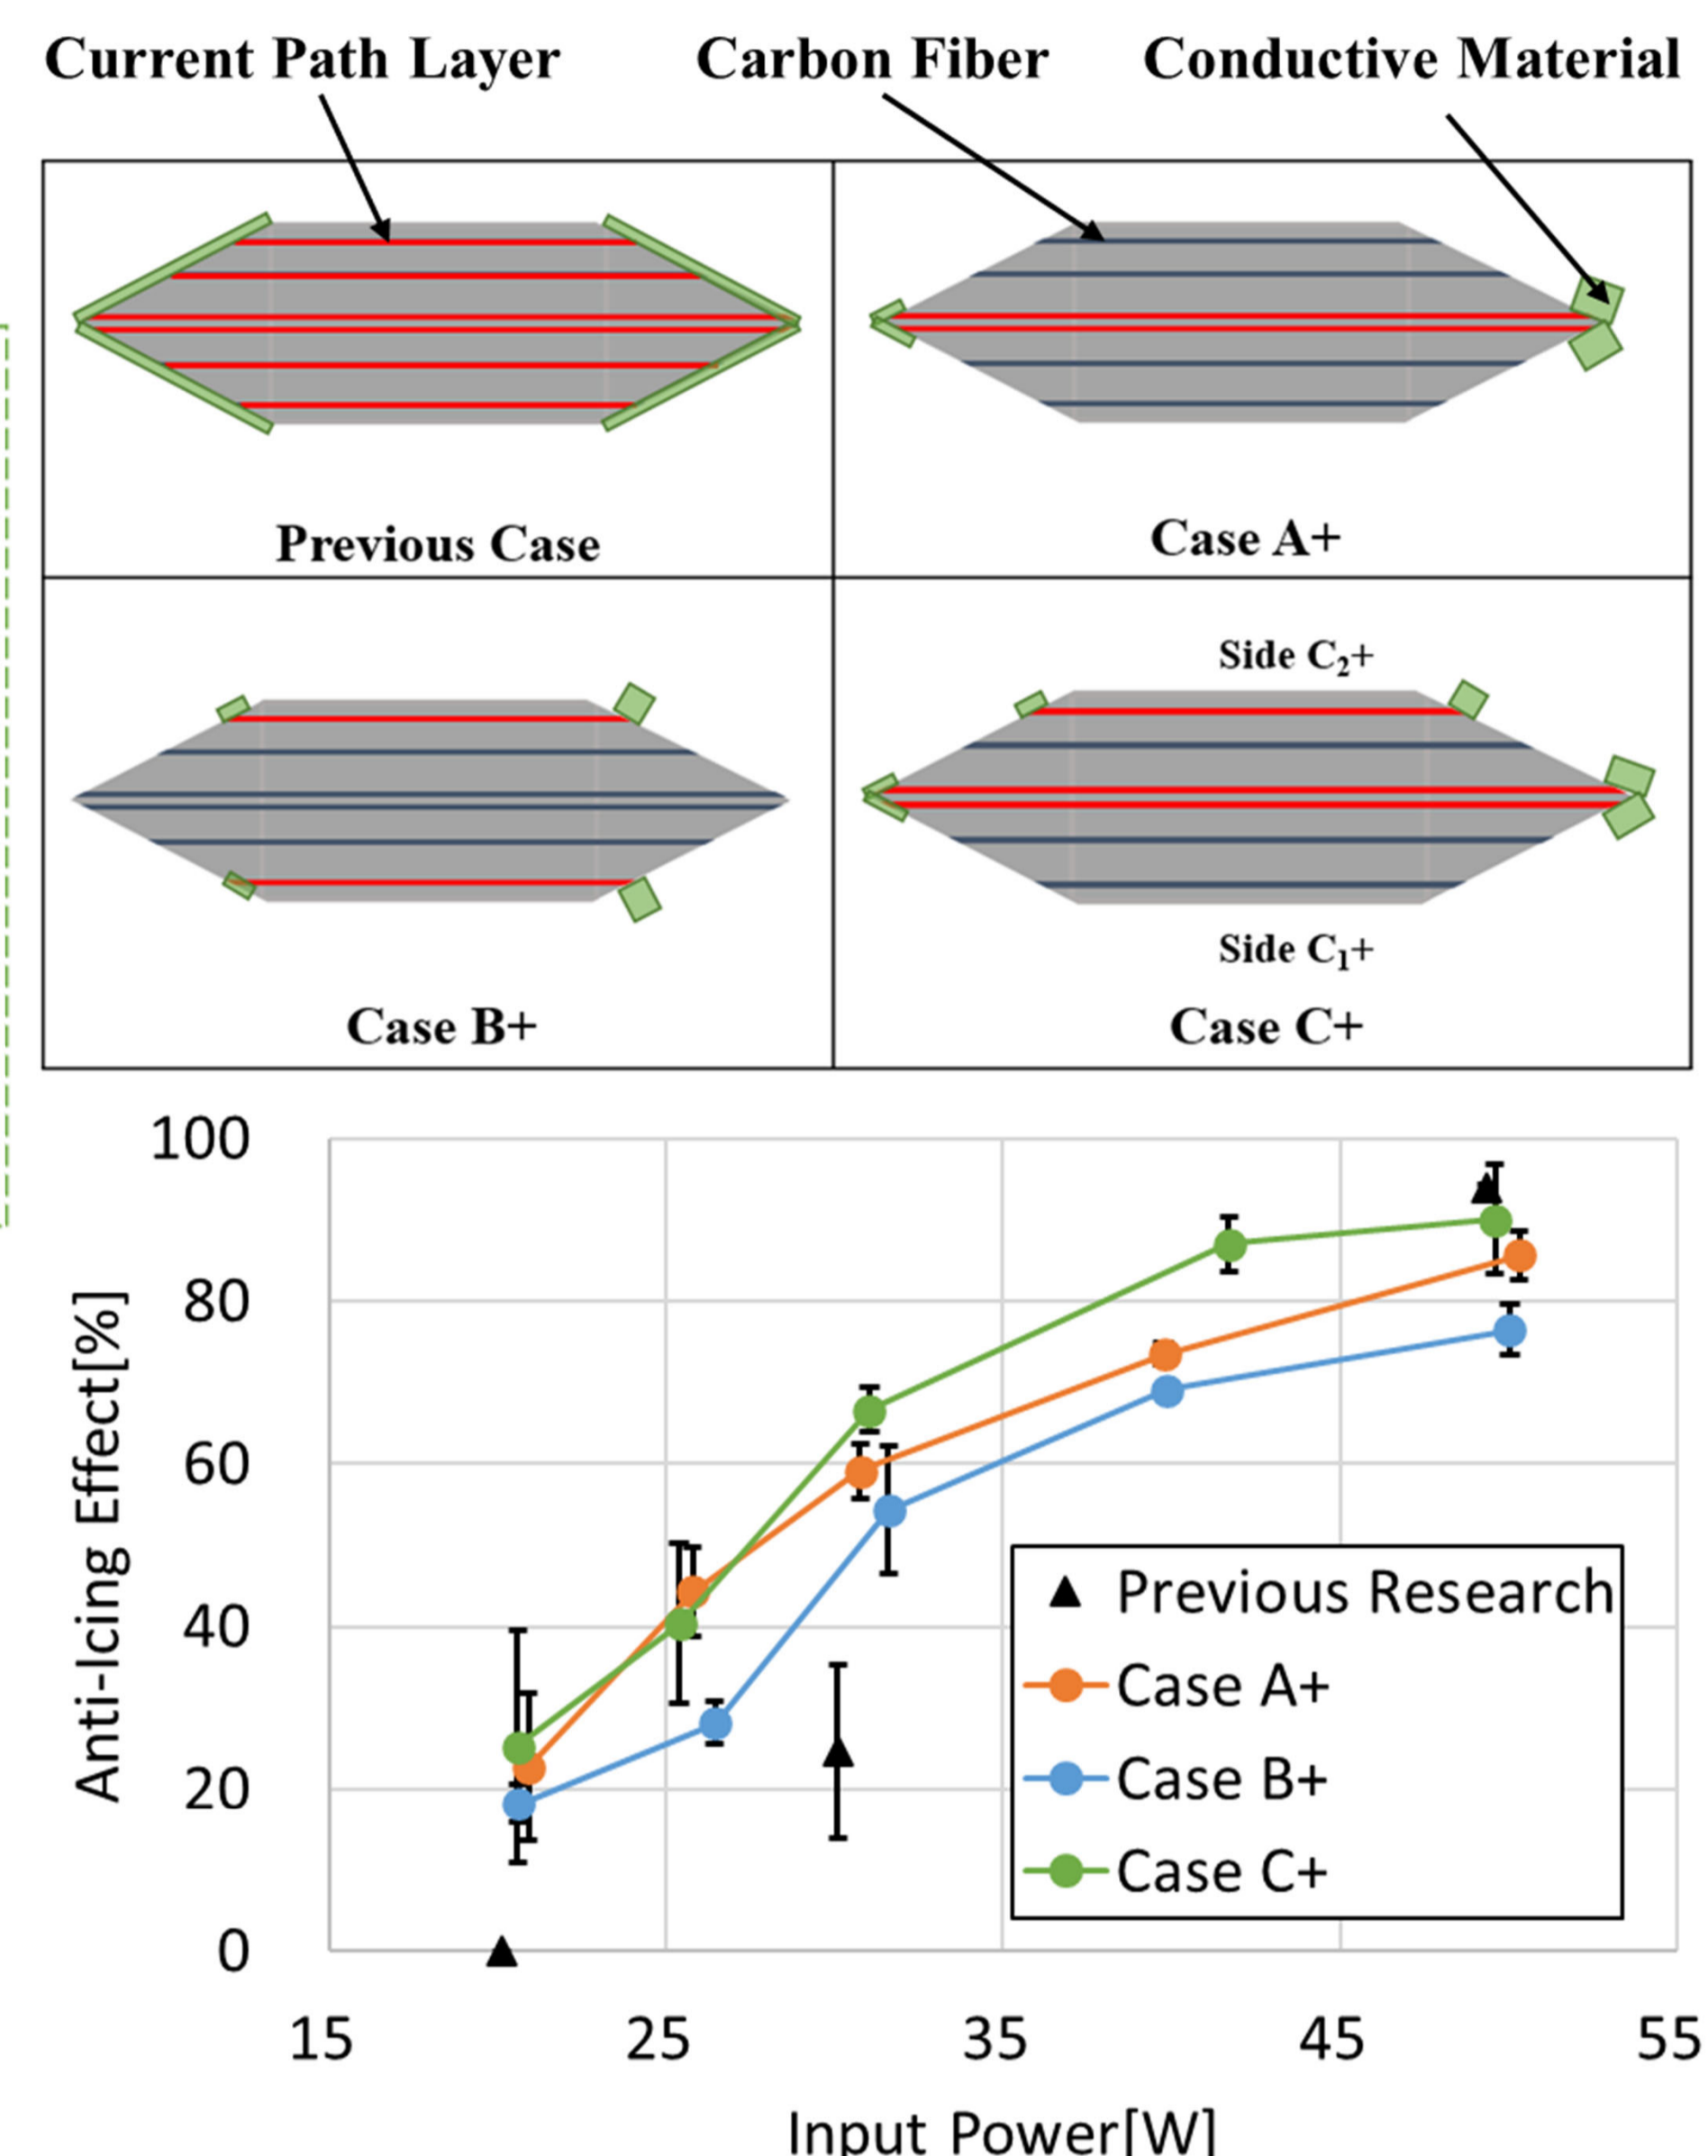 Current Path Layer
Carbon Fiber
Conductive Material
Previous Case
Case A+
Side C₂+
Side C₁+
Case B+
Case C+
100
80
60
40
20
0
Anti-Icing Effect[%]
Previous Research
Case A+
Case B+
Case C+
15
25
35
45
55
Input Power[W]